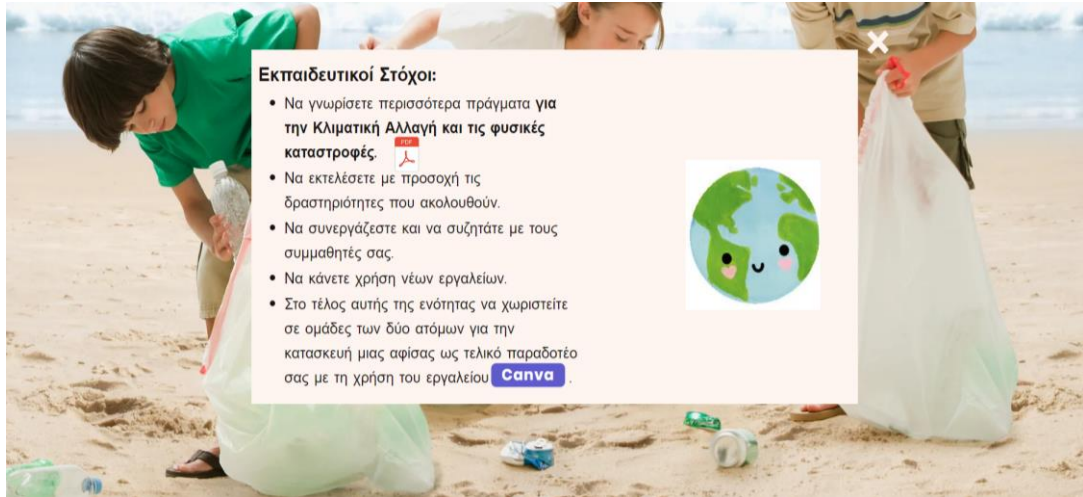 Εκπαιδευτικοί Στόχοι:
• Να γνωρίσετε περισσότερα πράγματα για
την Κλιματική Αλλαγή και τις φυσικές
καταστροφές.
PDF
• Να εκτελέσετε με προσοχή τις
δραστηριότητες που ακολουθούν.
• Να συνεργάζεστε και να συζητάτε με τους
συμμαθητές σας.
• Να κάνετε χρήση νέων εργαλείων.
• Στο τέλος αυτής της ενότητας να χωριστείτε
σε ομάδες των δύο ατόμων για την
κατασκευή μιας αφίσας ως τελικό παραδοτέο
σας με τη χρήση του εργαλείου Canva .